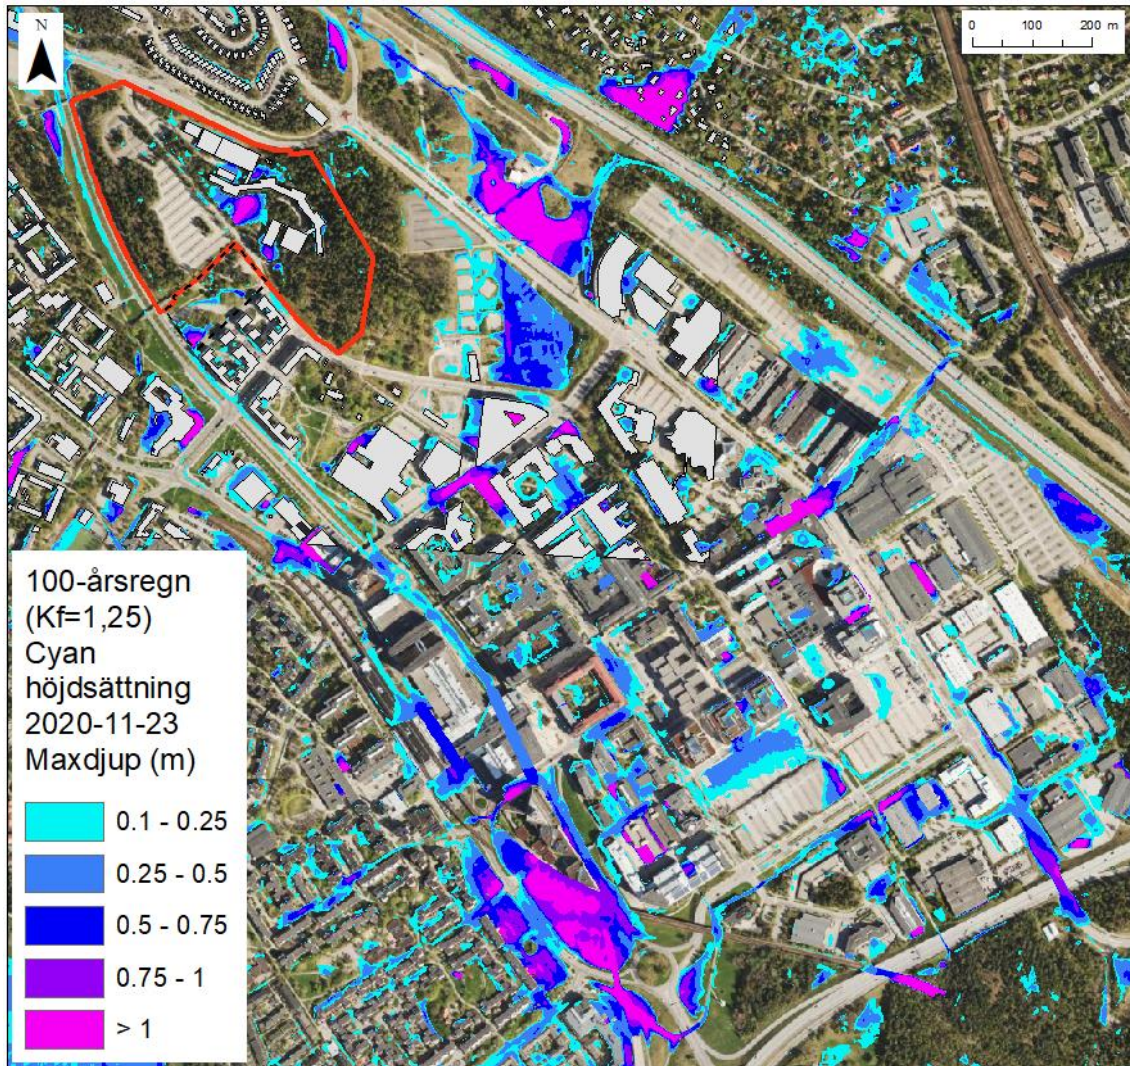 N
0 100 200 m
100-årsregn
(Kf=1,25)
Cyan
höjdsättning
2020-11-23
Maxdjup (m)
0.1 - 0.25
0.25 - 0.5
0.5 - 0.75
0.75 - 1
> 1